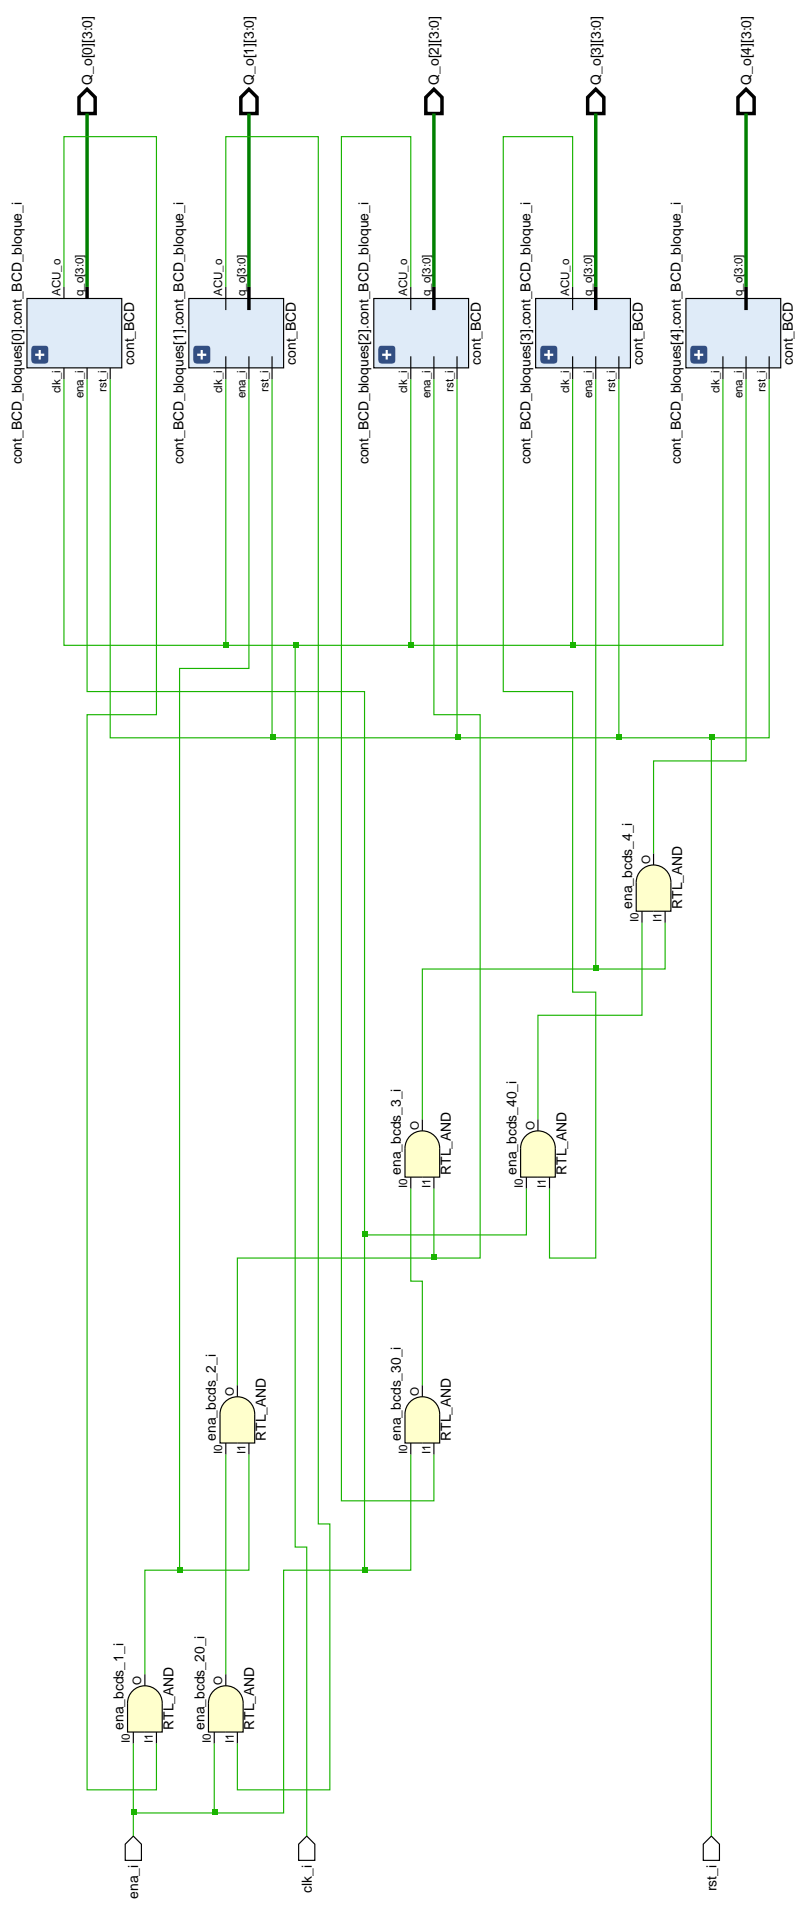 Q_o[0][3:0]
Q_o[1][3:0]
Q_o[2][3:0]
Q_o[3][3:0]
Q_o[4][3:0]
cont_BCD_bloques[0].cont_BCD_bloque_i
ACU_o
q_o[3:0]
clk_i
ena_i
rst_i
cont_BCD
cont_BCD_bloques[1].cont_BCD_bloque_i
ACU_o
q_o[3:0]
clk_i
ena_i
rst_i
cont_BCD
cont_BCD_bloques[2].cont_BCD_bloque_i
ACU_o
q_o[3:0]
clk_i
ena_i
rst_i
cont_BCD
cont_BCD_bloques[3].cont_BCD_bloque_i
ACU_o
q_o[3:0]
clk_i
ena_i
rst_i
cont_BCD
cont_BCD_bloques[4].cont_BCD_bloque_i
q_o[3:0]
clk_i
ena_i
rst_i
cont_BCD
ena_bcds_4_i
I0
I1
O
RTL_AND
ena_bcds_3_i
I0
I1
O
RTL_AND
ena_bcds_40_i
I0
I1
O
RTL_AND
ena_bcds_2_i
I0
I1
O
RTL_AND
ena_bcds_30_i
I0
I1
O
RTL_AND
ena_bcds_1_i
I0
I1
O
RTL_AND
ena_bcds_20_i
I0
I1
O
RTL_AND
ena_i
clk_i
rst_i